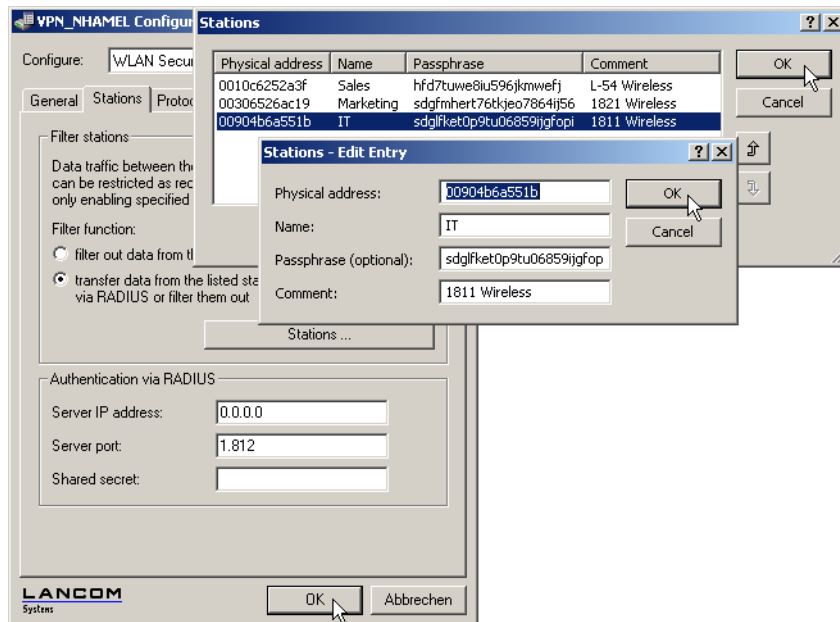 VPN_NHAMEL Configur
Configure: WLAN Secur
General Stations Protoc
Filter stations
Data traffic between the
can be restricted as rec
only enabling specified
Filter function:
filter out data from th
transfer data from the listed sta
via RADIUS or filter them out
Stations ...
Authentication via RADIUS
Server IP address: 0.0.0.0
Server port: 1.812
Shared secret:
LANCOM
Systems
OK Abbrechen
Stations
Physical address Name Passphrase Comment
0010c6252a3f Sales hfd7tuwe8iu596jkmwefj L-54 Wireless
00306526ac19 Marketing sdgfmhert76tkjeo7864ij56 1821 Wireless
00904b6a551b IT sdglfket0p9tu06859ijgfopi 1811 Wireless
OK
Cancel
Stations - Edit Entry
Physical address: 00904b6a551b
Name: IT
Passphrase (optional): sdglfket0p9tu06859ijgfop
Comment: 1811 Wireless
OK
Cancel